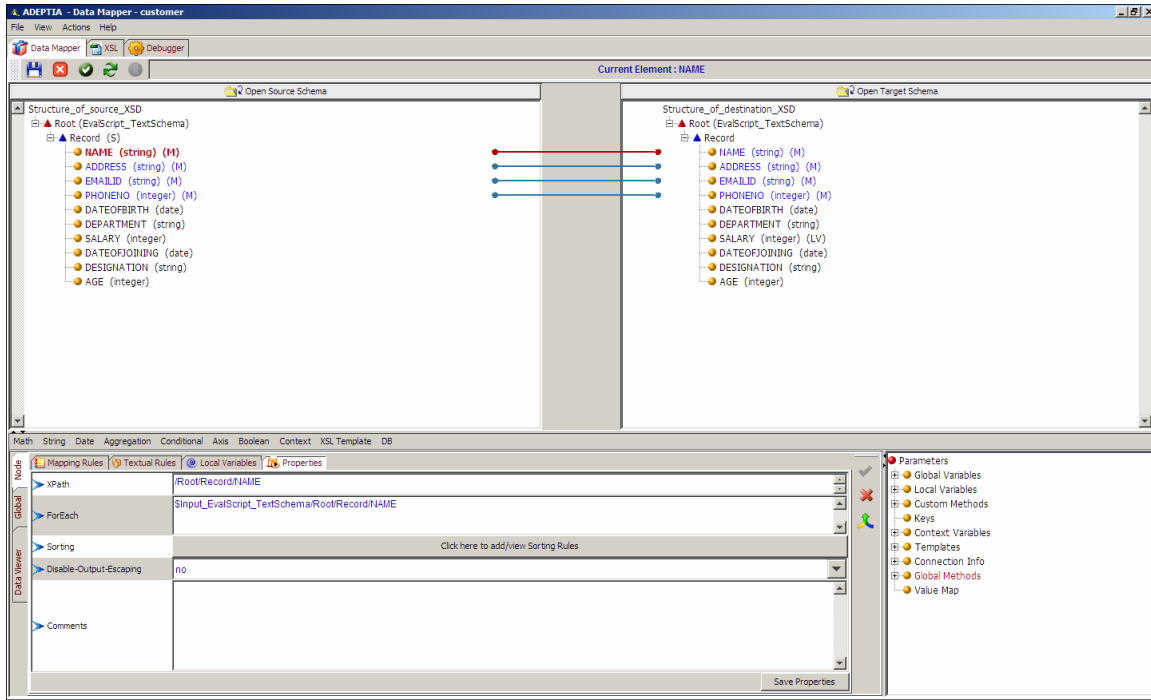 ADEPTIA - Data Mapper - customer
File View Actions Help
Data Mapper XSL Debugger
Current Element : NAME
Open Source Schema Open Target Schema
Structure_of_source_XSD Structure_of_destination_XSD
Root (EvalScript_TextSchema) Root (EvalScript_TextSchema)
Record (S) Record
NAME (string) (M) NAME (string) (M)
ADDRESS (string) (M) ADDRESS (string) (M)
EMAILID (string) (M) EMAILID (string) (M)
PHONENO (integer) (M) PHONENO (integer) (M)
DATEOFBIRTH (date) DATEOFBIRTH (date)
DEPARTMENT (string) DEPARTMENT (string)
SALARY (integer) SALARY (integer) (LV)
DATEOFJOINING (date) DATEOFJOINING (date)
DESIGNATION (string) DESIGNATION (string)
AGE (integer) AGE (integer)
Math String Date Aggregation Conditional Axis Boolean Context XSL Template DB
Node
Global
Data Viewer
Mapping Rules Textual Rules Local Variables Properties
XPath /Root/Record/NAME
ForEach $Input_EvalScript_TextSchema/Root/Record/NAME
Sorting Click here to add/view Sorting Rules
Disable-Output-Escaping no
Comments
Save Properties
Parameters
Global Variables
Local Variables
Custom Methods
Keys
Context Variables
Templates
Connection Info
Global Methods
Value Map